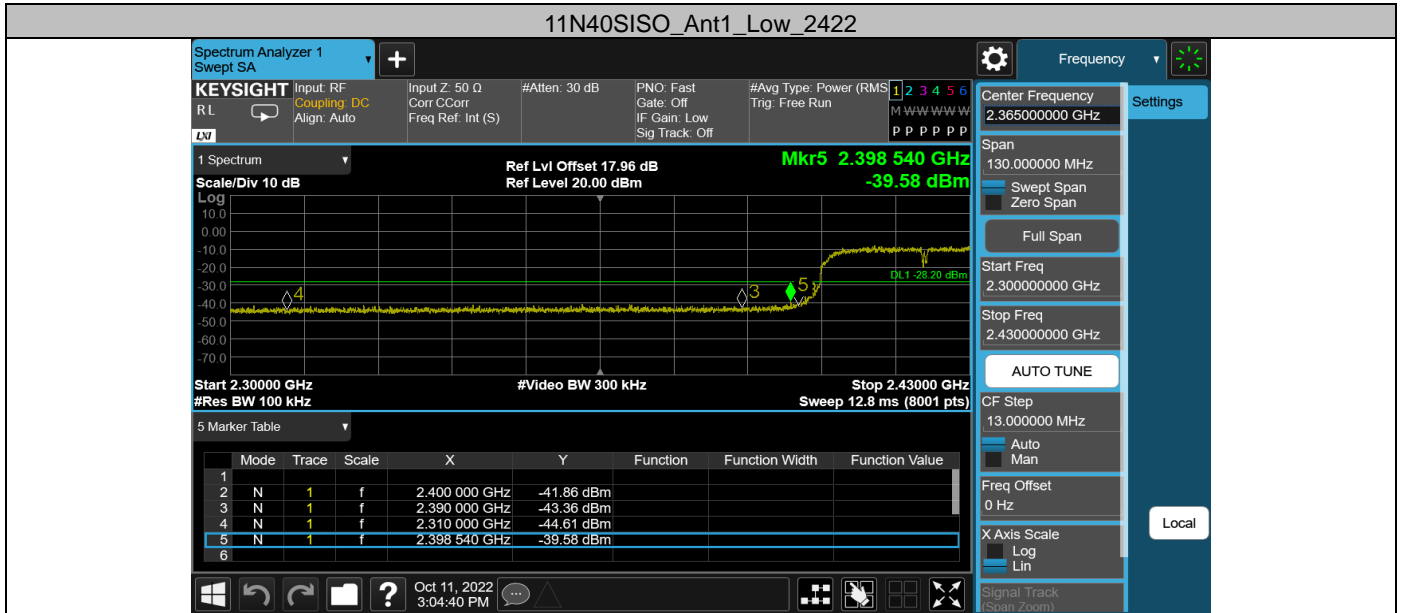 11N40SISO_Ant1_Low_2422
Spectrum Analyzer 1
Swept SA
+
Frequency
KEYSIGHT
RL
LXI
Input: RF
Coupling: DC
Align: Auto
Input Z: 50 Ω
Corr CCorr
Freq Ref: Int (S)
#Atten: 30 dB
PNO: Fast
Gate: Off
IF Gain: Low
Sig Track: Off
#Avg Type: Power (RMS
Trig: Free Run
1 2 3 4 5 6
M W W W W W
P P P P P P
1 Spectrum
Scale/Div 10 dB
Ref Lvl Offset 17.96 dB
Ref Level 20.00 dBm
Mkr5 2.398 540 GHz
-39.58 dBm
Log
10.0
0.00
-10.0
-20.0
-30.0
-40.0
-50.0
-60.0
-70.0
DL1 -28.20 dBm
4
3
5
Start 2.30000 GHz
#Video BW 300 kHz
Stop 2.43000 GHz
#Res BW 100 kHz
Sweep 12.8 ms (8001 pts)
5 Marker Table
Mode Trace Scale X Y Function Function Width Function Value
1
2 N 1 f 2.400 000 GHz -41.86 dBm
3 N 1 f 2.390 000 GHz -43.36 dBm
4 N 1 f 2.310 000 GHz -44.61 dBm
5 N 1 f 2.398 540 GHz -39.58 dBm
6
Center Frequency
2.365000000 GHz
Settings
Span
130.000000 MHz
Swept Span
Zero Span
Full Span
Start Freq
2.300000000 GHz
Stop Freq
2.430000000 GHz
AUTO TUNE
CF Step
13.000000 MHz
Auto
Man
Freq Offset
0 Hz
Local
X Axis Scale
Log
Lin
Signal Track
(Span Zoom)
?
Oct 11, 2022
3:04:40 PM